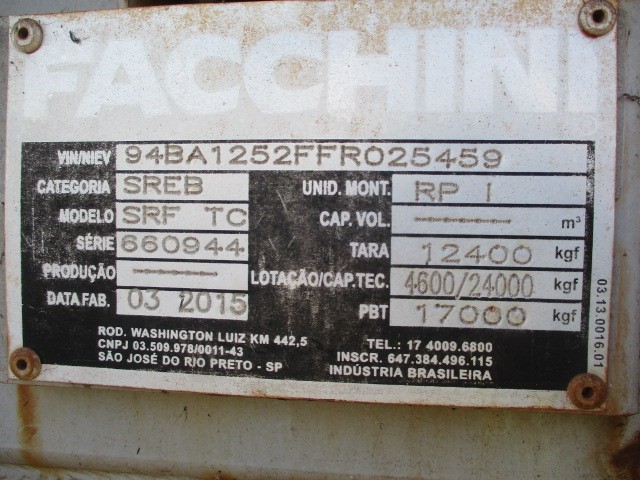 FACCHINI
VIN/NIEV 94BA1252FFR025459
CATEGORIA SREB UNID. MONT. RP I
MODELO SRF TC CAP. VOL. -------- m³
SÉRIE 660944 TARA 12400 kgf
PRODUÇÃO ------- LOTAÇÃO/CAP.TEC. 4600/24000 kgf
DATA FAB. 03 2015 PBT 17000 kgf
ROD. WASHINGTON LUIZ KM 442,5 TEL.: 17 4009.6800
CNPJ 03.509.978/0011-43 INSCR. 647.384.496.115
SÃO JOSÉ DO RIO PRETO - SP INDÚSTRIA BRASILEIRA
03.13.0016.01